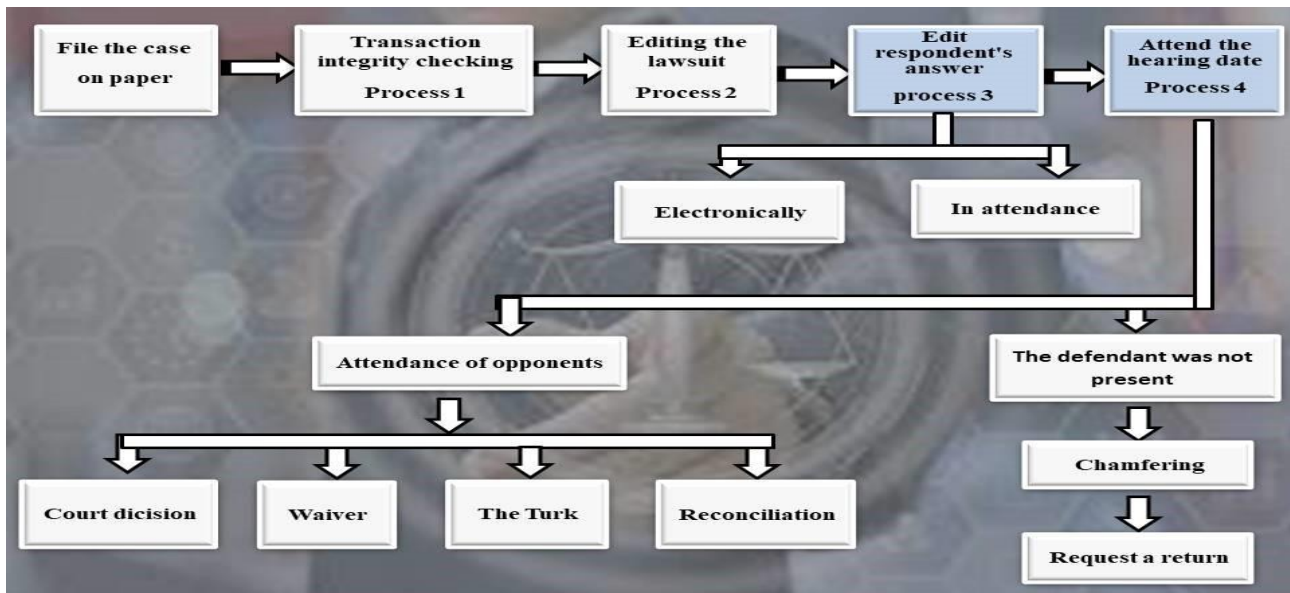 File the case
on paper
Transaction
integrity checking
Process 1
Editing the
lawsuit
Process 2
Edit
respondent's
answer
process 3
Attend the
hearing date
Process 4
Electronically
In attendance
Attendance of opponents
The defendant was not
present
Chamfering
Court dicision
Waiver
The Turk
Reconciliation
Request a return